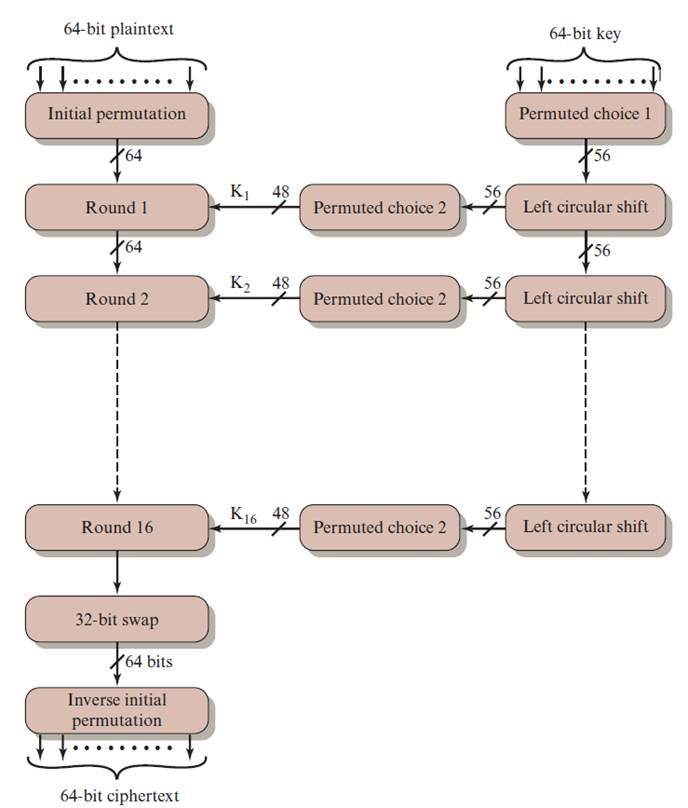 64-bit plaintext
64-bit key
Initial permutation
Permuted choice 1
64
56
Round 1
K1
48
Permuted choice 2
56
Left circular shift
64
56
Round 2
K2
48
Permuted choice 2
56
Left circular shift
Round 16
K16
48
Permuted choice 2
56
Left circular shift
32-bit swap
64 bits
Inverse initial
permutation
64-bit ciphertext